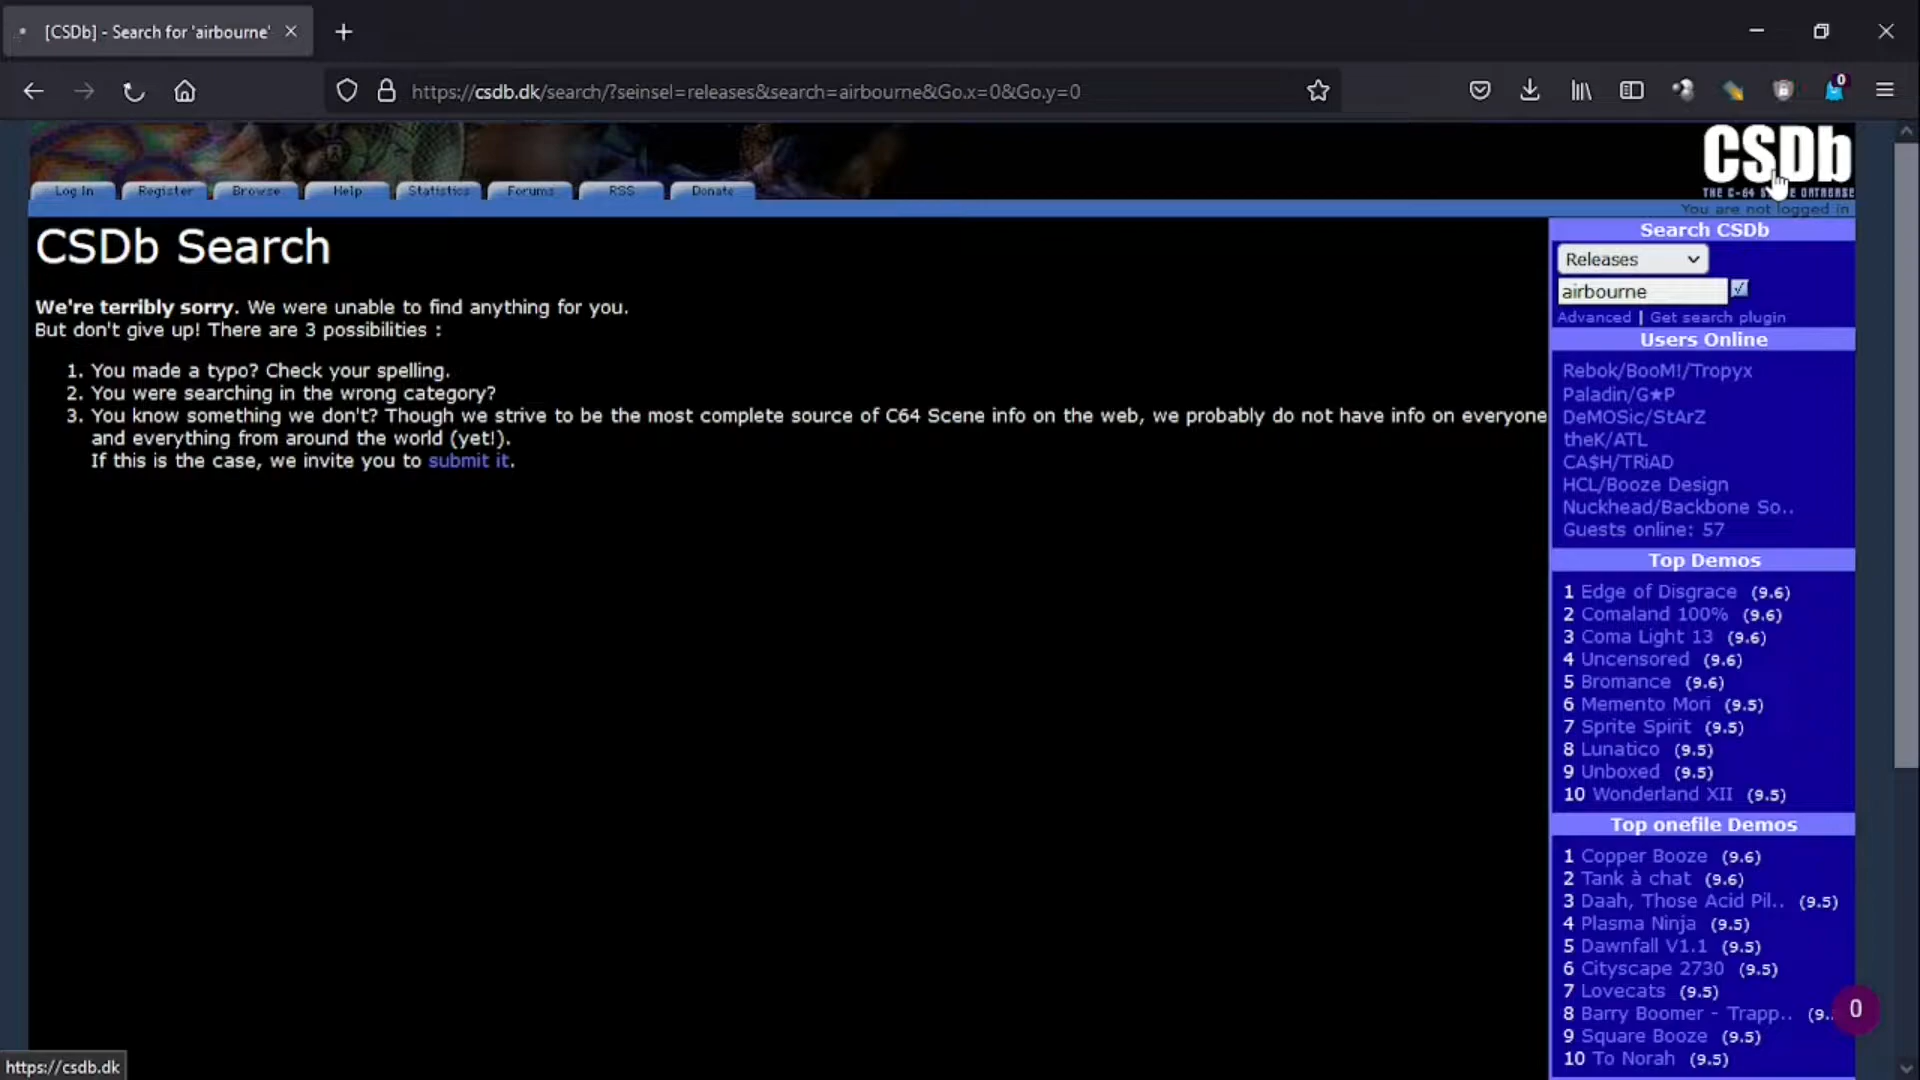 [CSDb] - Search for 'airbourne'
https://csdb.dk/search/?seinsel=releases&search=airbourne&Go.x=0&Go.y=0
0
CSDb
THE C-64 SCENE DATABASE
Log In
Register
Browse
Help
Statistics
Forums
RSS
Donate
You are not logged in
CSDb Search
We're terribly sorry. We were unable to find anything for you.
But don't give up! There are 3 possibilities :
1. You made a typo? Check your spelling.
2. You were searching in the wrong category?
3. You know something we don't? Though we strive to be the most complete source of C64 Scene info on the web, we probably do not have info on everyone
and everything from around the world (yet!).
If this is the case, we invite you to submit it.
Search CSDb
Releases
airbourne
Advanced | Get search plugin
Users Online
Rebok/BooM!/Tropyx
Paladin/G★P
DeMOSic/StArZ
theK/ATL
CA$H/TRiAD
HCL/Booze Design
Nuckhead/Backbone So..
Guests online: 57
Top Demos
1 Edge of Disgrace (9.6)
2 Comaland 100% (9.6)
3 Coma Light 13 (9.6)
4 Uncensored (9.6)
5 Bromance (9.6)
6 Memento Mori (9.5)
7 Sprite Spirit (9.5)
8 Lunatico (9.5)
9 Unboxed (9.5)
10 Wonderland XII (9.5)
Top onefile Demos
1 Copper Booze (9.6)
2 Tank à chat (9.6)
3 Daah, Those Acid Pil.. (9.5)
4 Plasma Ninja (9.5)
5 Dawnfall V1.1 (9.5)
6 Cityscape 2730 (9.5)
7 Lovecats (9.5)
8 Barry Boomer - Trapp.. (9.
9 Square Booze (9.5)
10 To Norah (9.5)
0
https://csdb.dk